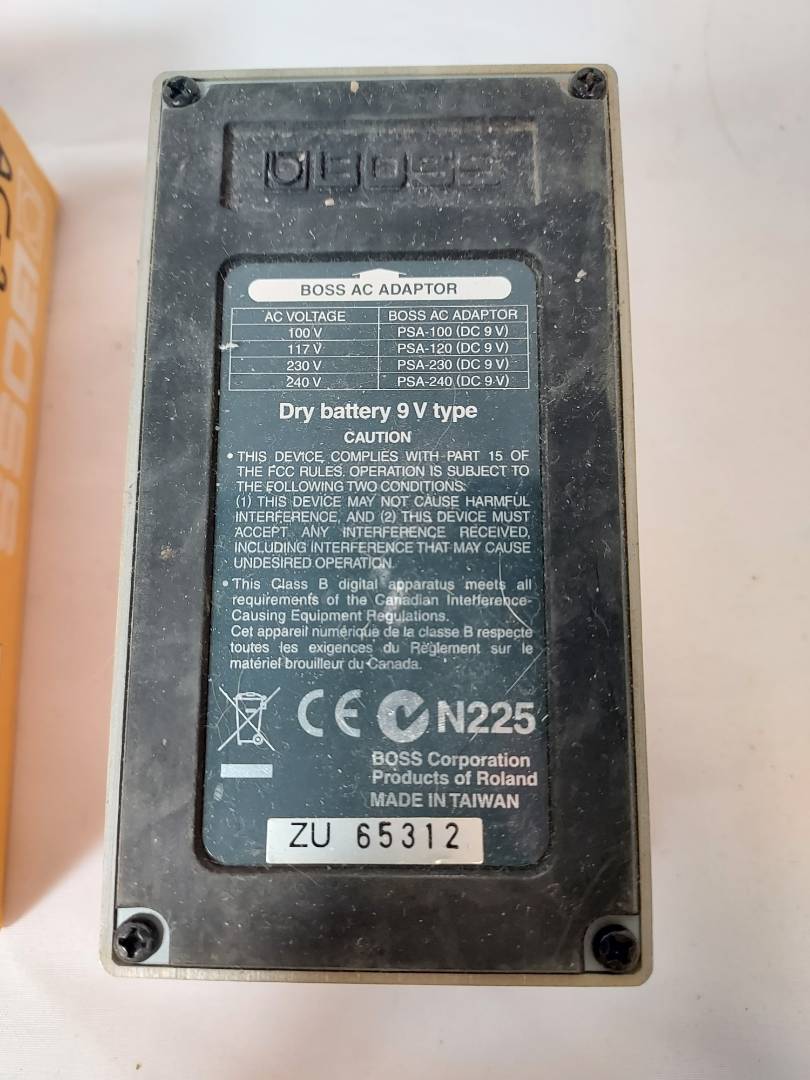 BOSS
BOSS AC ADAPTOR
AC VOLTAGE BOSS AC ADAPTOR
100 V PSA-100 (DC 9 V)
117 V PSA-120 (DC 9 V)
230 V PSA-230 (DC 9 V)
240 V PSA-240 (DC 9 V)
Dry battery 9 V type
CAUTION
• THIS DEVICE COMPLIES WITH PART 15 OF
THE FCC RULES. OPERATION IS SUBJECT TO
THE FOLLOWING TWO CONDITIONS:
(1) THIS DEVICE MAY NOT CAUSE HARMFUL
INTERFERENCE, AND (2) THIS DEVICE MUST
ACCEPT ANY INTERFERENCE RECEIVED,
INCLUDING INTERFERENCE THAT MAY CAUSE
UNDESIRED OPERATION.
• This Class B digital apparatus meets all
requirements of the Canadian Interference-
Causing Equipment Regulations.
Cet appareil numérique de la classe B respecte
toutes les exigences du Règlement sur le
matériel brouilleur du Canada.
CE N225
BOSS Corporation
Products of Roland
MADE IN TAIWAN
ZU 65312
AC-3
BOSS